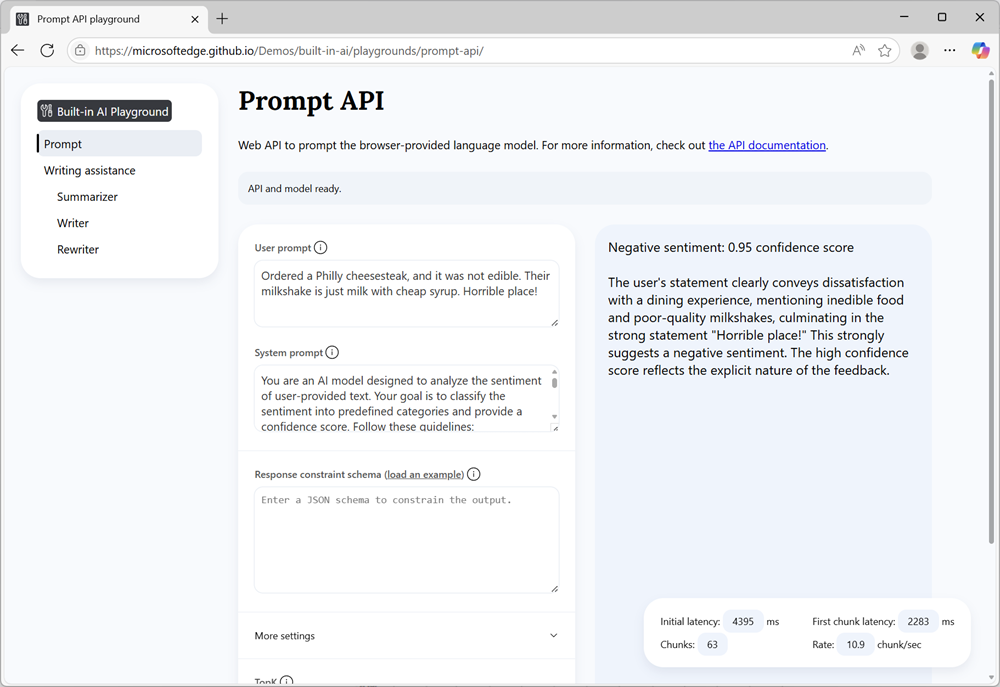 Prompt API playground
https://microsoftedge.github.io/Demos/built-in-ai/playgrounds/prompt-api/
Built-in AI Playground
Prompt
Writing assistance
Summarizer
Writer
Rewriter
Prompt API
Web API to prompt the browser-provided language model. For more information, check out the API documentation.
API and model ready.
User prompt
Ordered a Philly cheesesteak, and it was not edible. Their
milkshake is just milk with cheap syrup. Horrible place!
System prompt
You are an AI model designed to analyze the sentiment
of user-provided text. Your goal is to classify the
sentiment into predefined categories and provide a
confidence score. Follow these guidelines:
Response constraint schema (load an example)
Enter a JSON schema to constrain the output.
More settings
TopK
Negative sentiment: 0.95 confidence score
The user's statement clearly conveys dissatisfaction
with a dining experience, mentioning inedible food
and poor-quality milkshakes, culminating in the
strong statement "Horrible place!" This strongly
suggests a negative sentiment. The high confidence
score reflects the explicit nature of the feedback.
Initial latency: 4395 ms
First chunk latency: 2283 ms
Chunks: 63
Rate: 10.9 chunk/sec